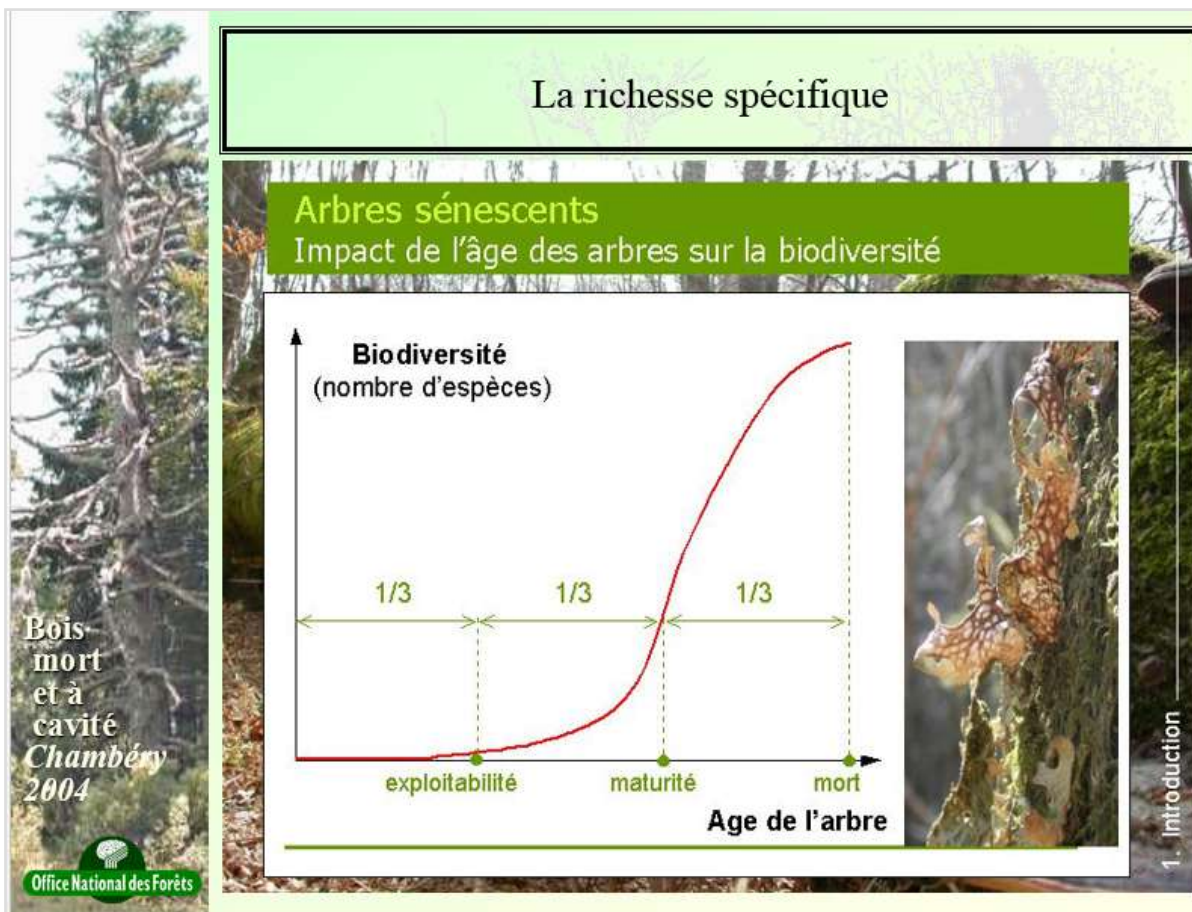 La richesse spécifique
Arbres sénescents
Impact de l'âge des arbres sur la biodiversité
Biodiversité
(nombre d'espèces)
1/3 1/3 1/3
exploitabilité maturité mort
Age de l'arbre
Bois
mort
et à
cavité
Chambéry
2004
Office National des Forêts
1. Introduction